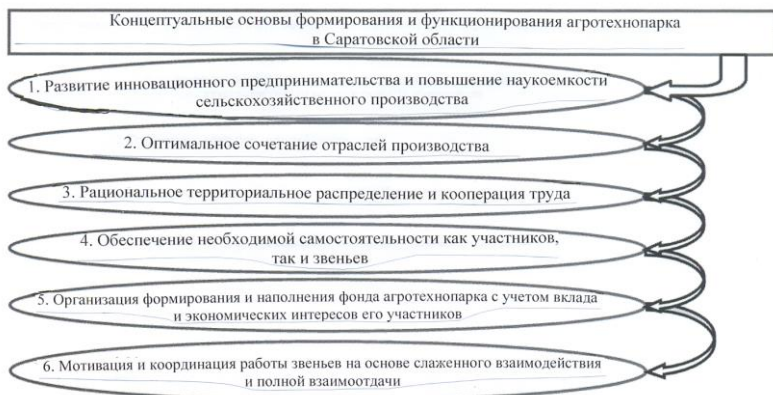 Концептуальные основы формирования и функционирования агротехнопарка
в Саратовской области
1. Развитие инновационного предпринимательства и повышение наукоемкости
сельскохозяйственного производства
2. Оптимальное сочетание отраслей производства
3. Рациональное территориальное распределение и кооперация труда
4. Обеспечение необходимой самостоятельности как участников,
так и звеньев
5. Организация формирования и наполнения фонда агротехнопарка с учетом вклада
и экономических интересов его участников
6. Мотивация и координация работы звеньев на основе слаженного взаимодействия
и полной взаимоотдачи